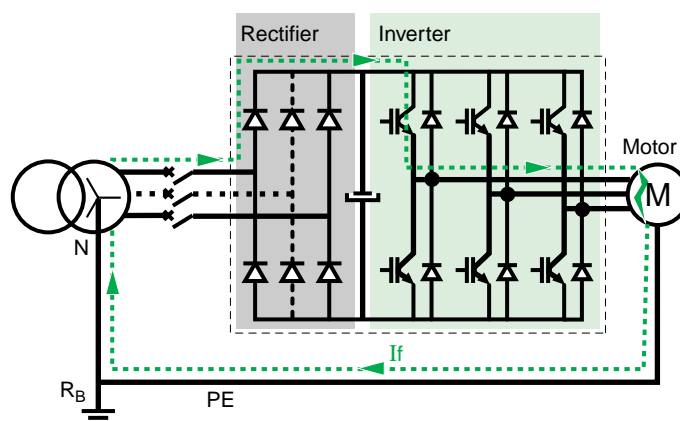 Rectifier
Inverter
Motor
M
N
If
R_B
PE